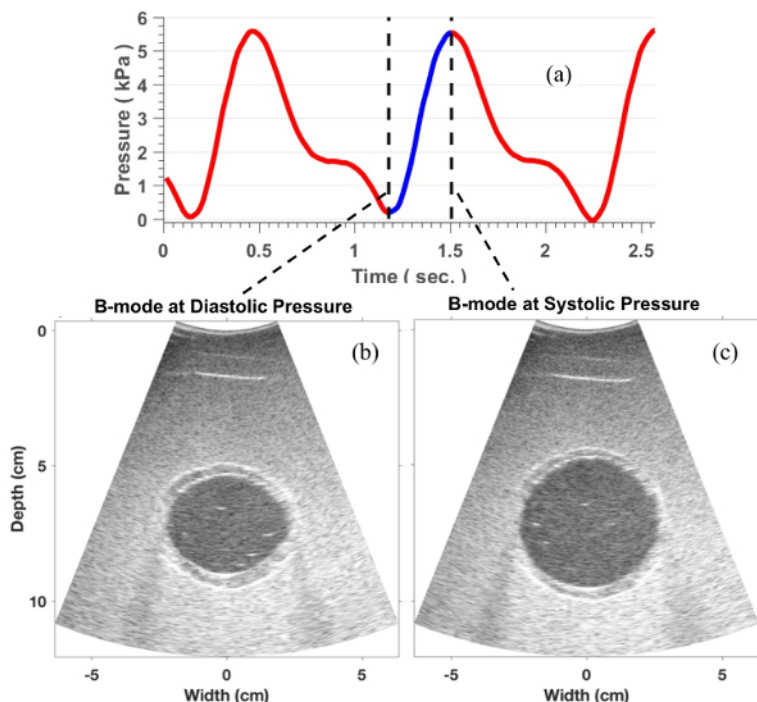 6
5
4
3
2
1
0
Pressure ( kPa)
(a)
0 0.5 1 1.5 2 2.5
Time ( sec. )
B-mode at Diastolic Pressure B-mode at Systolic Pressure
0
5
10
Depth (cm)
(b) (c)
-5 0 5 -5 0 5
Width (cm) Width (cm)